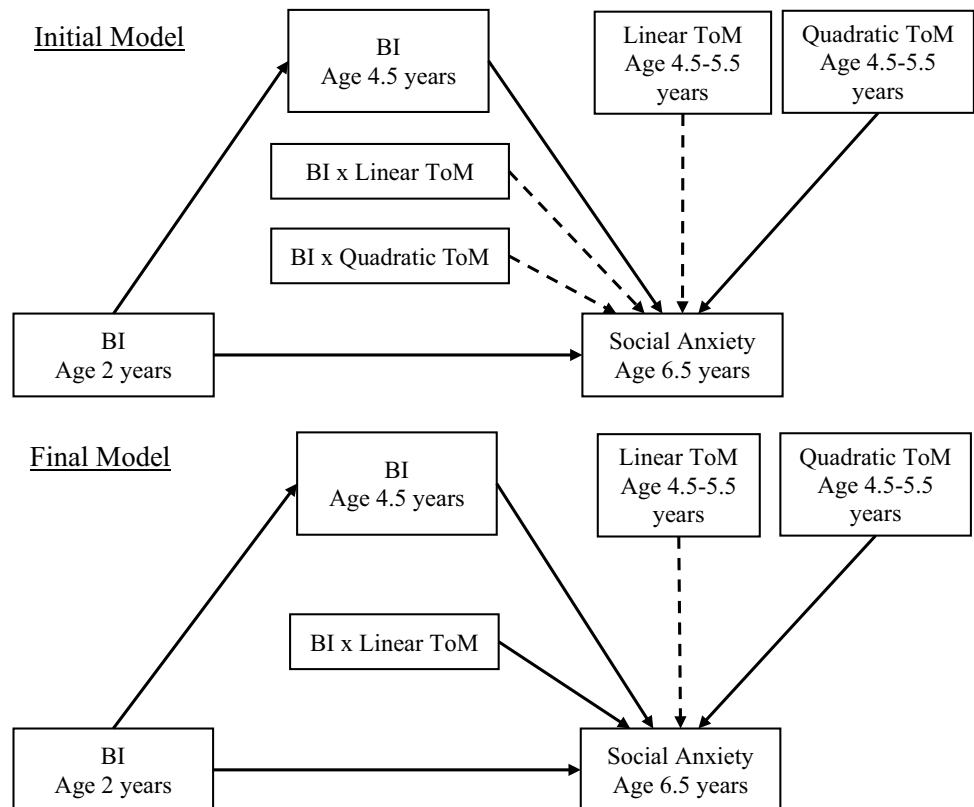 Initial Model
BI
Age 4.5 years
Linear ToM
Age 4.5-5.5
years
Quadratic ToM
Age 4.5-5.5
years
BI x Linear ToM
BI x Quadratic ToM
BI
Age 2 years
Social Anxiety
Age 6.5 years
Final Model
BI
Age 4.5 years
Linear ToM
Age 4.5-5.5
years
Quadratic ToM
Age 4.5-5.5
years
BI x Linear ToM
BI
Age 2 years
Social Anxiety
Age 6.5 years